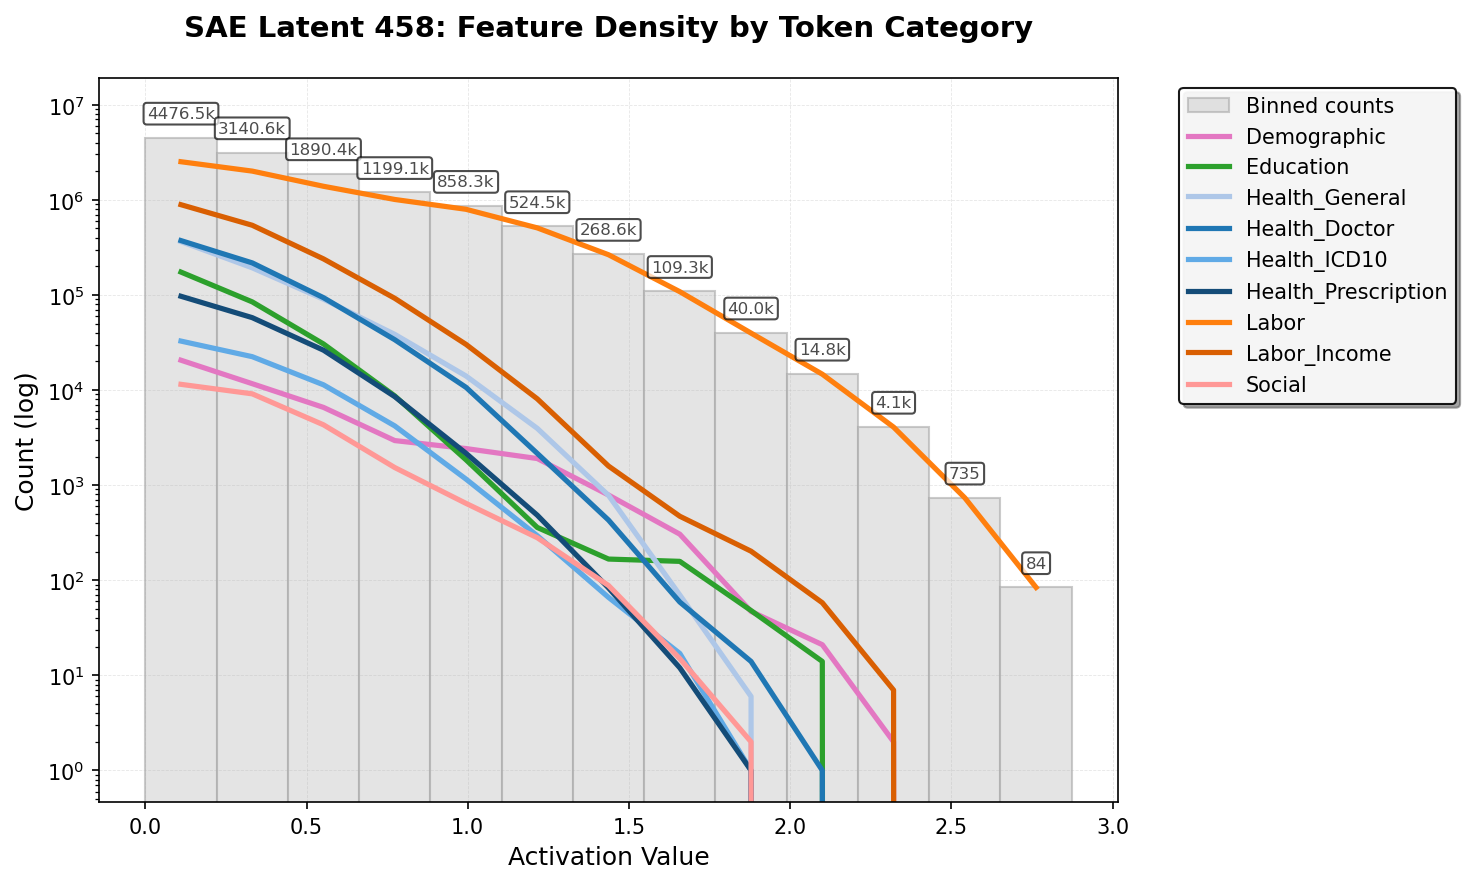 SAE Latent 458: Feature Density by Token Category
Count (log)
10⁷
10⁶
10⁵
10⁴
10³
10²
10¹
10⁰
4476.5k
3140.6k
1890.4k
1199.1k
858.3k
524.5k
268.6k
109.3k
40.0k
14.8k
4.1k
735
84
0.0 0.5 1.0 1.5 2.0 2.5 3.0
Activation Value
Binned counts
Demographic
Education
Health_General
Health_Doctor
Health_ICD10
Health_Prescription
Labor
Labor_Income
Social